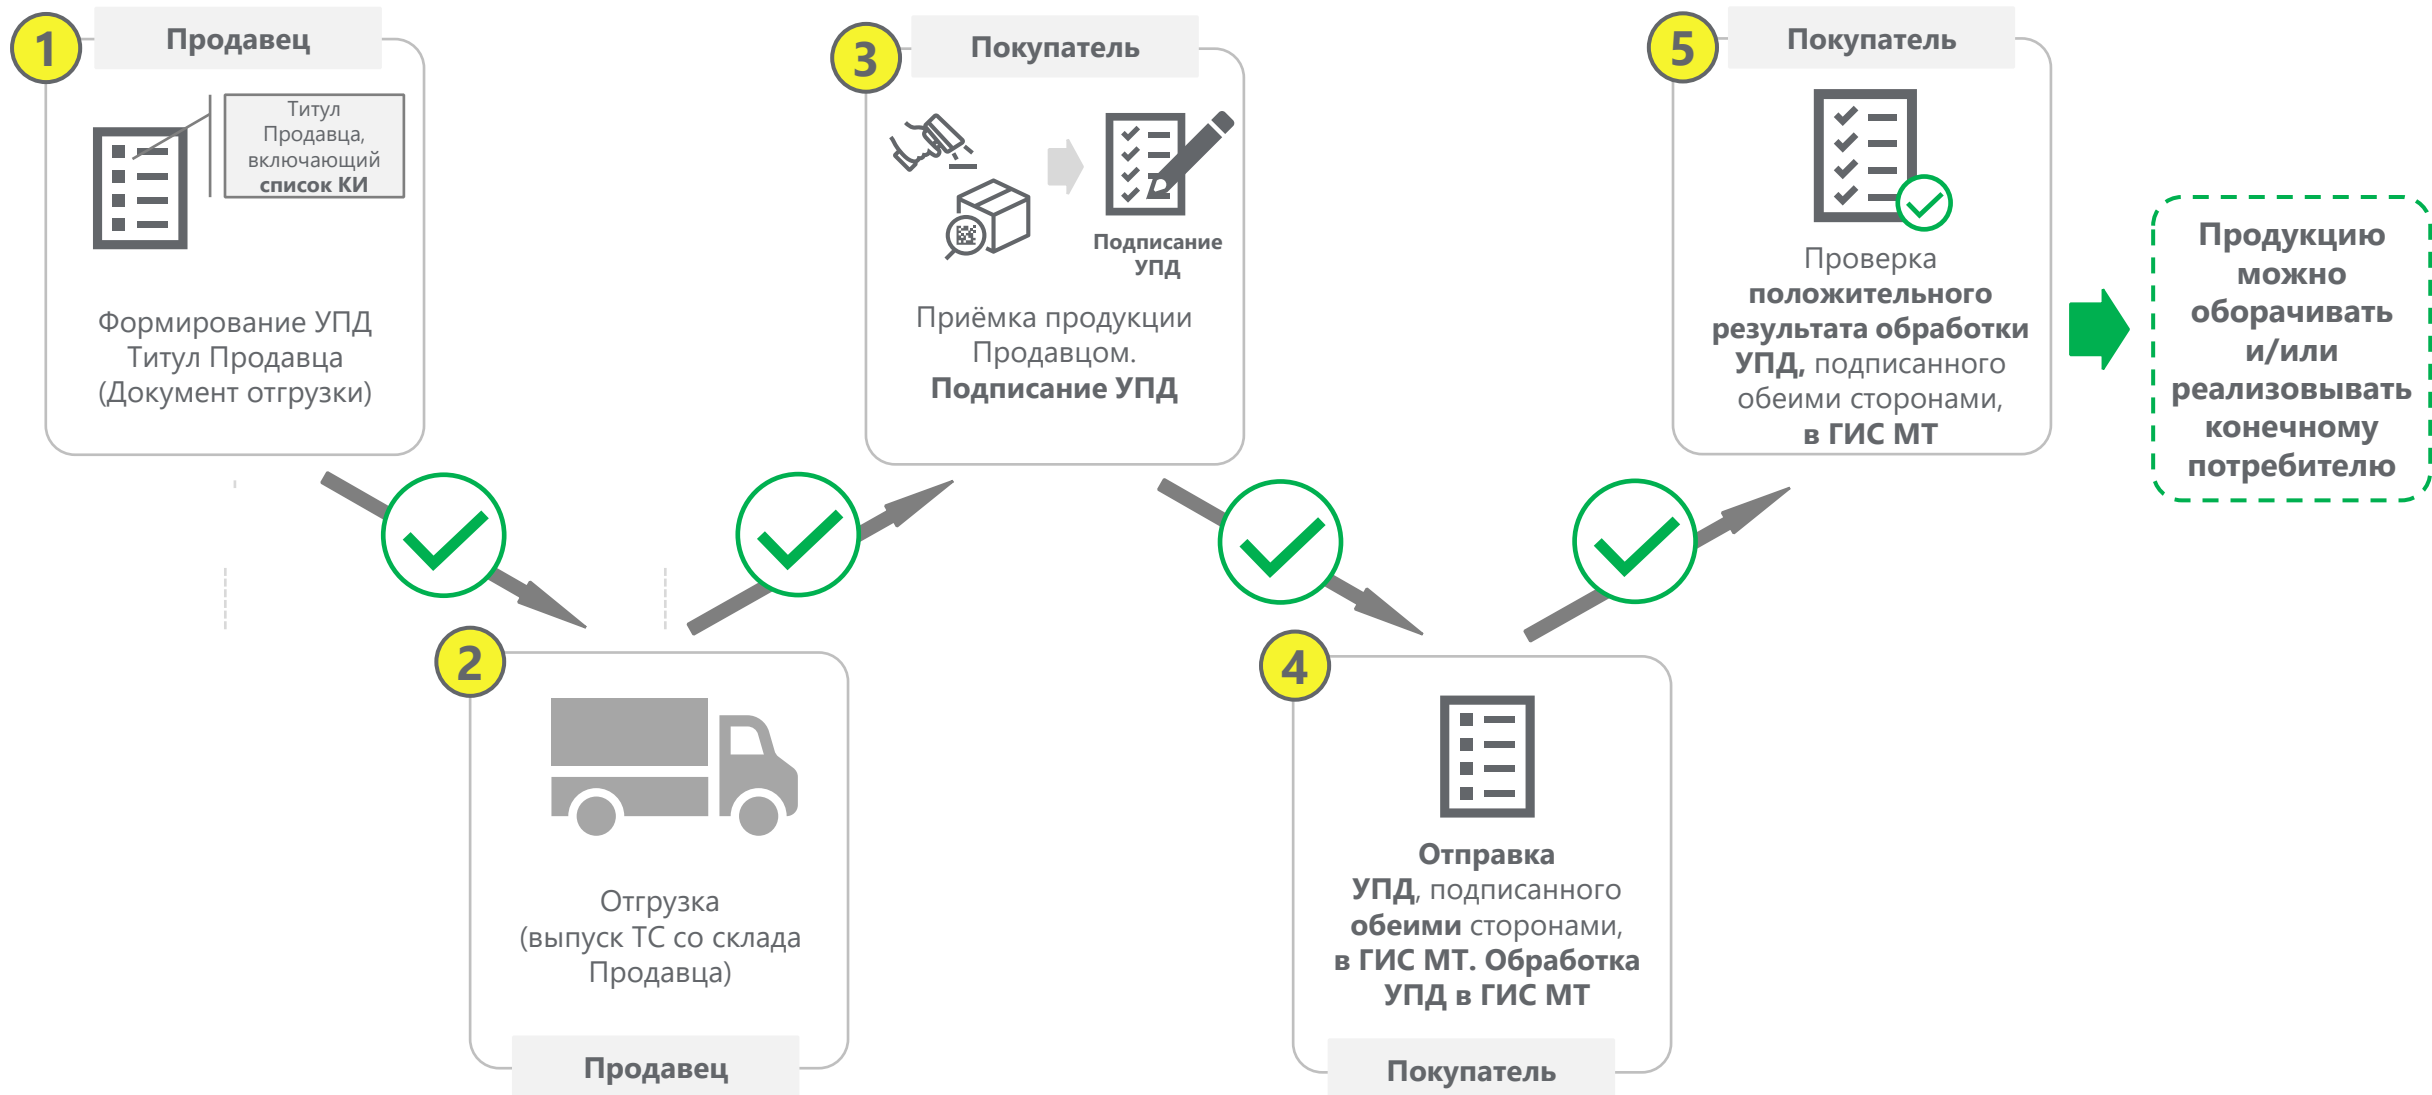 1
Продавец
Титул
Продавца,
включающий
список КИ
Формирование УПД
Титул Продавца
(Документ отгрузки)
2
Отгрузка
(выпуск ТС со склада
Продавца)
Продавец
3
Покупатель
Подписание
УПД
Приёмка продукции
Продавцом.
Подписание УПД
4
Отправка
УПД, подписанного
обеими сторонами,
в ГИС МТ. Обработка
УПД в ГИС МТ
Покупатель
5
Покупатель
Проверка
положительного
результата обработки
УПД, подписанного
обеими сторонами,
в ГИС МТ
Продукцию
можно
оборачивать
и/или
реализовывать
конечному
потребителю